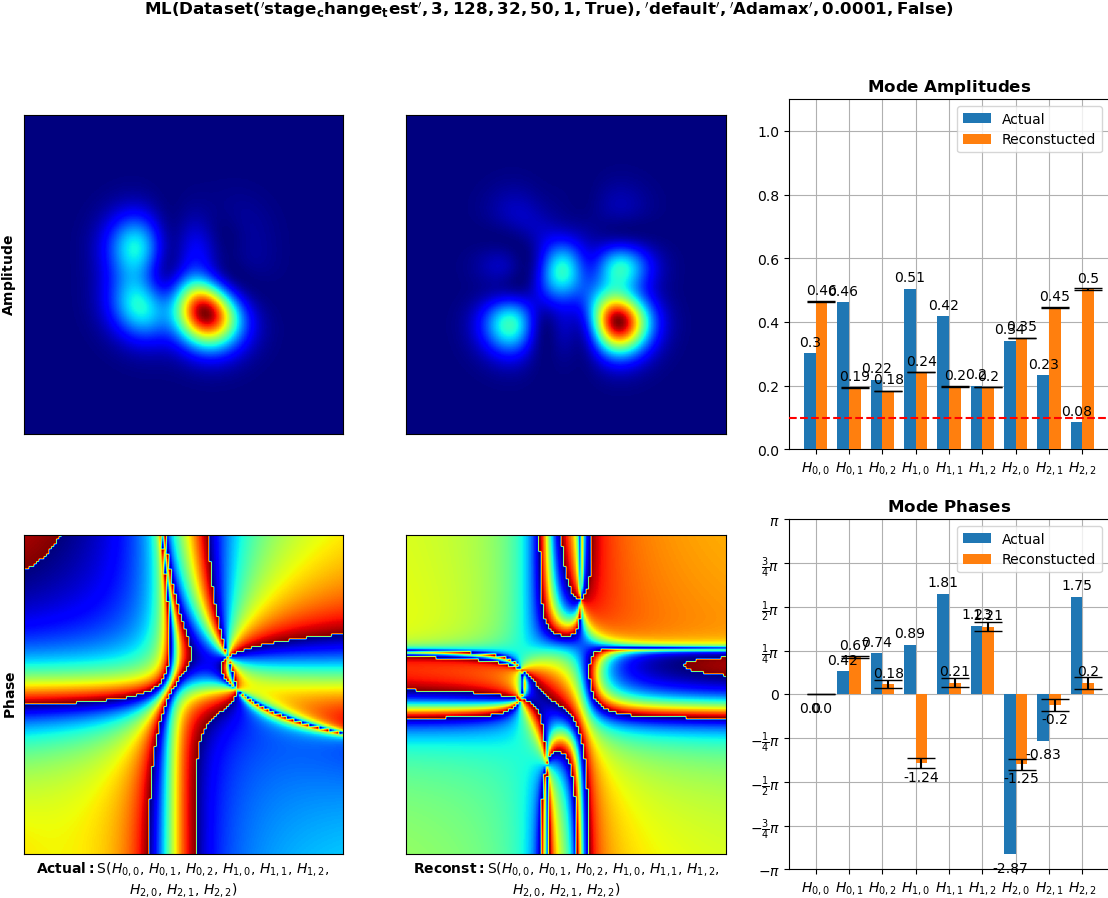 ML(Dataset('stage_change_test', 3, 128, 32, 50, 1, True), 'default', 'Adamax', 0.0001, False)
Amplitude
Mode Amplitudes
Actual
Reconstucted
1.0
0.8
0.6
0.4
0.2
0.0
0.3
0.46
0.46
0.19
0.22
0.18
0.51
0.24
0.42
0.2
0.2
0.2
0.34
0.35
0.23
0.45
0.08
0.5
H0,0 H0,1 H0,2 H1,0 H1,1 H1,2 H2,0 H2,1 H2,2
Phase
Actual: S(H0,0, H0,1, H0,2, H1,0, H1,1, H1,2,
H2,0, H2,1, H2,2)
Reconst: S(H0,0, H0,1, H0,2, H1,0, H1,1, H1,2,
H2,0, H2,1, H2,2)
Mode Phases
Actual
Reconstucted
π
3/4π
1/2π
1/4π
0
−1/4π
−1/2π
−3/4π
−π
0.0
0.0
0.42
0.67
0.74
0.18
0.89
-1.24
1.81
0.21
1.23
1.21
-2.87
-1.25
-0.83
-0.2
1.75
0.2
H0,0 H0,1 H0,2 H1,0 H1,1 H1,2 H2,0 H2,1 H2,2